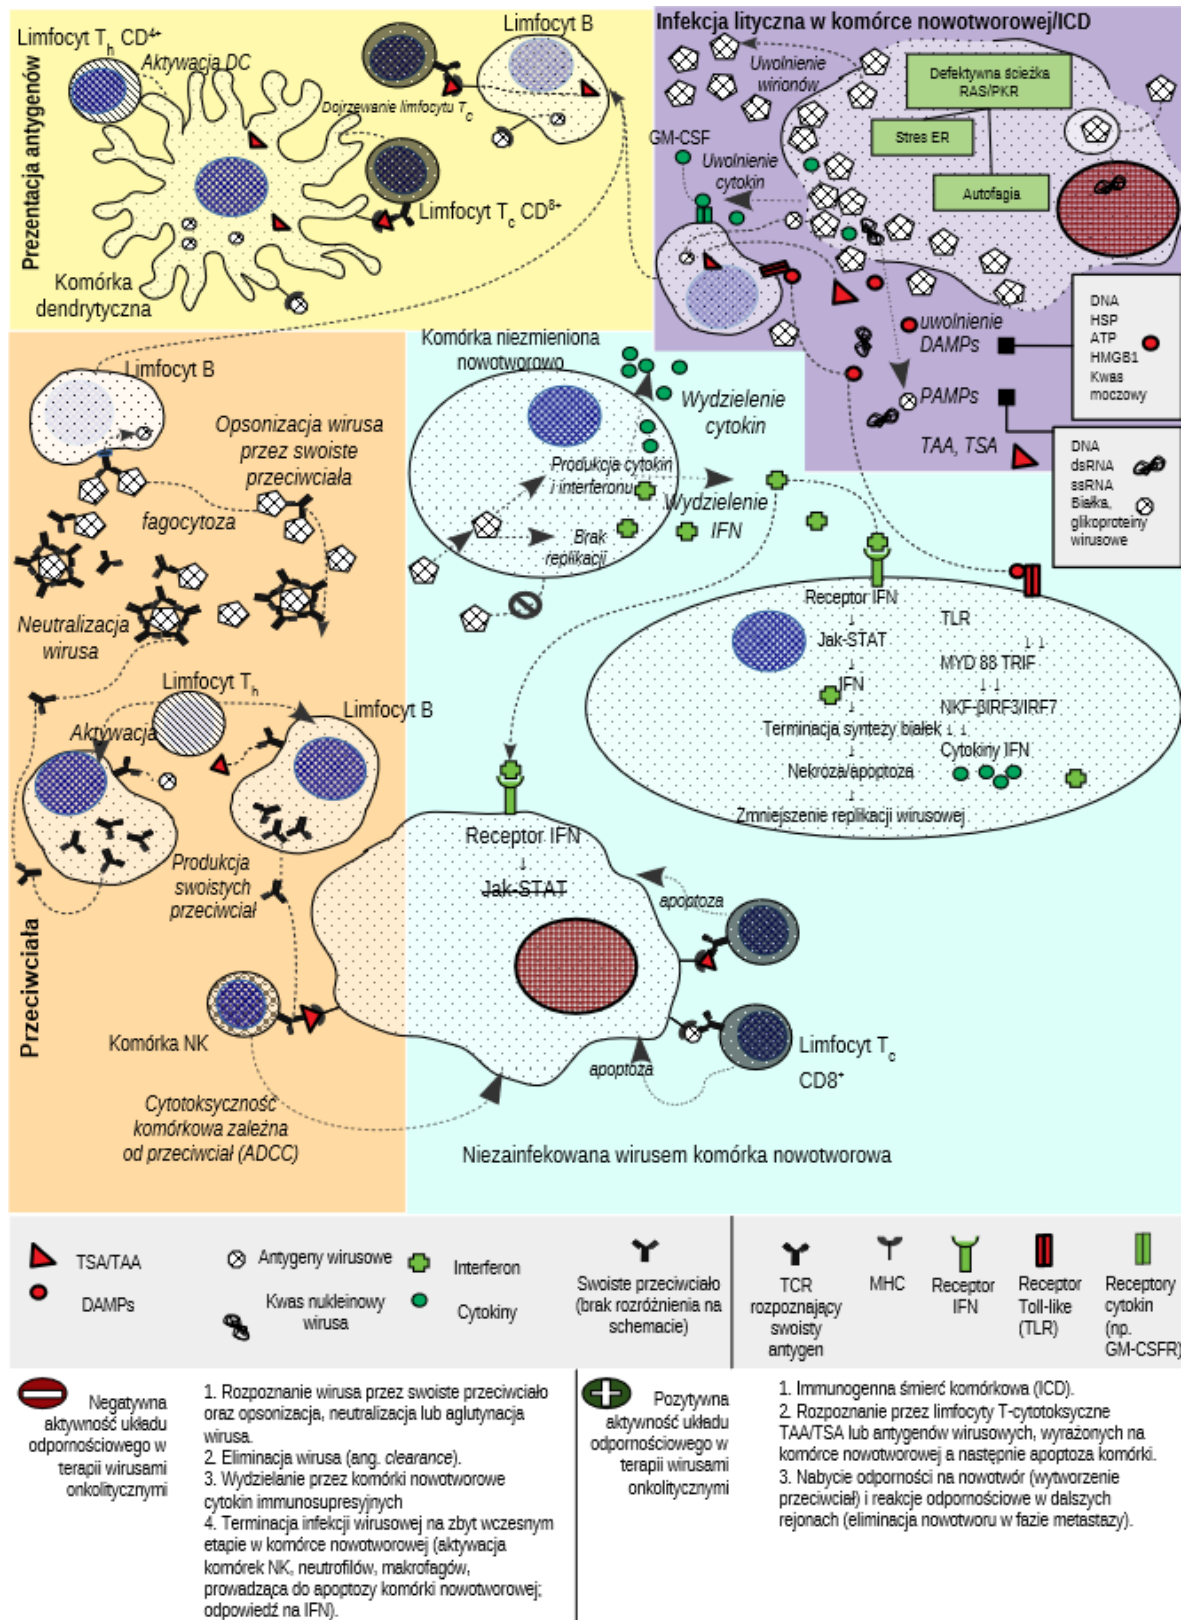 Prezentacja antygenów
Limfocyt Th CD4+
Aktywacja DC
Limfocyt B
Dojrzewanie limfocytu Tc
Limfocyt Tc CD8+
Komórka
dendrytyczna
Infekcja lityczna w komórce nowotworowej/ICD
Uwolnienie
wirionów
Defektywna ścieżka
RAS/PKR
Stres ER
Autofagia
GM-CSF
Uwolnienie
cytokin
uwolnienie
DAMPs
PAMPs
TAA, TSA
DNA
HSP
ATP
HMGB1
Kwas
moczowy
DNA
dsRNA
ssRNA
Białka,
glikoproteiny
wirusowe
Przeciwciała
Limfocyt B
Opsonizacja wirusa
przez swoiste
przeciwciała
fagocytoza
Neutralizacja
wirusa
Limfocyt Th
Limfocyt B
Aktywacja
Produkcja
swoistych
przeciwciał
Komórka NK
Cytotoksyczność
komórkowa zależna
od przeciwciał (ADCC)
Komórka niezmieniona
nowotworowo
Wydzielenie
cytokin
Produkcja cytokin
i interferonu
Wydzielenie
IFN
Brak
replikacji
Receptor IFN
↓
Jak-STAT
↓
IFN
↓
Terminacja syntezy białek
↓
Nekroza/apoptoza
↓
Zmniejszenie replikacji wirusowej
TLR
↓ ↓
MYD 88 TRIF
↓ ↓
NKF-βIRF3/IRF7
↓ ↓
Cytokiny IFN
Receptor IFN
↓
Jak-STAT
apoptoza
apoptoza
Limfocyt Tc
CD8+
Niezainfekowana wirusem komórka nowotworowa
TSA/TAA
DAMPs
Antygeny wirusowe
Kwas nukleinowy
wirusa
Interferon
Cytokiny
Swoiste przeciwciało
(brak rozróżnienia na
schemacie)
TCR
rozpoznający
swoisty
antygen
MHC
Receptor
IFN
Receptor
Toll-like
(TLR)
Receptory
cytokin
(np.
GM-CSFR)
Negatywna
aktywność układu
odpornościowego w
terapii wirusami
onkolitycznymi
1. Rozpoznanie wirusa przez swoiste przeciwciało
oraz opsonizacja, neutralizacja lub aglutynacja
wirusa.
2. Eliminacja wirusa (ang. clearance).
3. Wydzielanie przez komórki nowotworowe
cytokin immunosupresyjnych
4. Terminacja infekcji wirusowej na zbyt wczesnym
etapie w komórce nowotworowej (aktywacja
komórek NK, neutrofilów, makrofagów,
prowadząca do apoptozy komórki nowotworowej;
odpowiedź na IFN).
Pozytywna
aktywność układu
odpornościowego w
terapii wirusami
onkolitycznymi
1. Immunogenna śmierć komórkowa (ICD).
2. Rozpoznanie przez limfocyty T-cytotoksyczne
TAA/TSA lub antygenów wirusowych, wyrażonych na
komórce nowotworowej a następnie apoptoza komórki.
3. Nabycie odporności na nowotwór (wytworzenie
przeciwciał) i reakcje odpornościowe w dalszych
rejonach (eliminacja nowotworu w fazie metastazy).